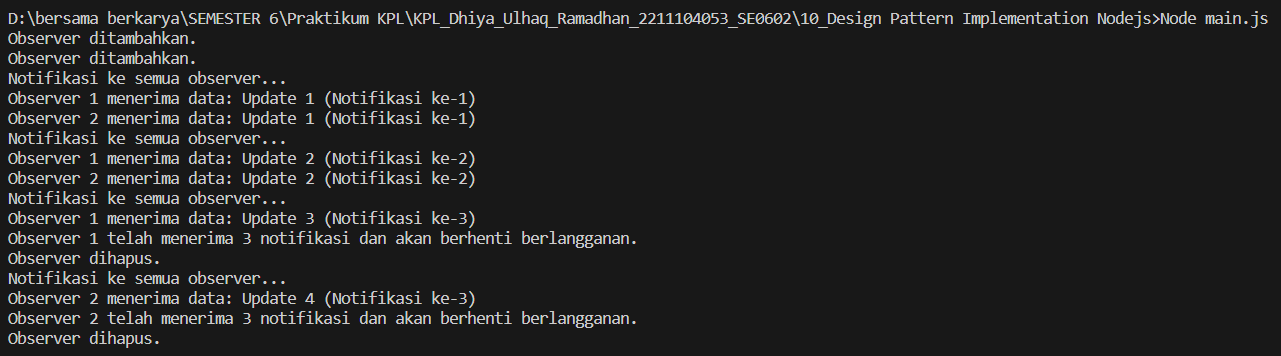 D:\bersama berkarya\SEMESTER 6\Praktikum KPL\KPL_Dhiya_Ulhaq_Ramadhan_2211104053_SE0602\10_Design Pattern Implementation Nodejs>Node main.js
Observer ditambahkan.
Observer ditambahkan.
Notifikasi ke semua observer...
Observer 1 menerima data: Update 1 (Notifikasi ke-1)
Observer 2 menerima data: Update 1 (Notifikasi ke-1)
Notifikasi ke semua observer...
Observer 1 menerima data: Update 2 (Notifikasi ke-2)
Observer 2 menerima data: Update 2 (Notifikasi ke-2)
Notifikasi ke semua observer...
Observer 1 menerima data: Update 3 (Notifikasi ke-3)
Observer 1 telah menerima 3 notifikasi dan akan berhenti berlangganan.
Observer dihapus.
Notifikasi ke semua observer...
Observer 2 menerima data: Update 4 (Notifikasi ke-3)
Observer 2 telah menerima 3 notifikasi dan akan berhenti berlangganan.
Observer dihapus.